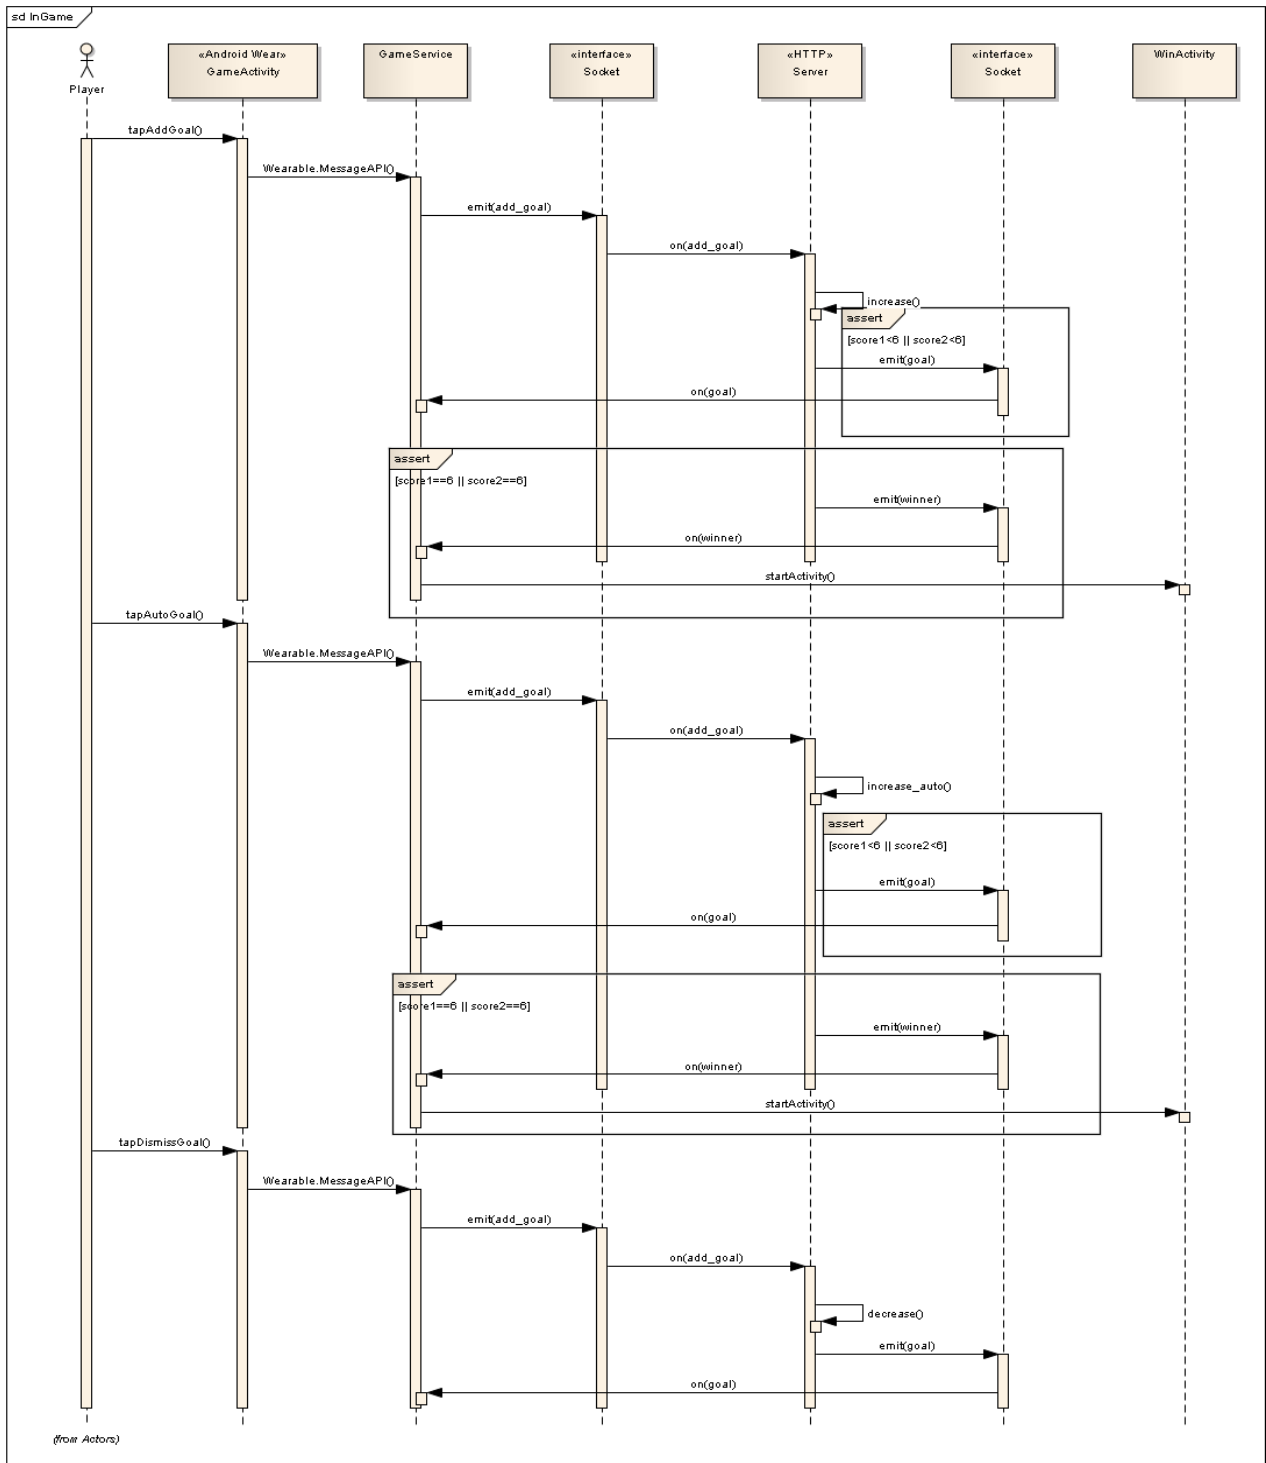 sd InGame
Player
«Android Wear»
GameActivity
GameService
«interface»
Socket
«HTTP»
Server
«interface»
Socket
WinActivity
tapAddGoal()
Wearable.MessageAPI()
emit(add_goal)
on(add_goal)
increase()
assert
[score1<6 || score2<6]
emit(goal)
on(goal)
assert
[score1==6 || score2==6]
emit(winner)
on(winner)
startActivity()
tapAutoGoal()
Wearable.MessageAPI()
emit(add_goal)
on(add_goal)
increase_auto()
assert
[score1<6 || score2<6]
emit(goal)
on(goal)
assert
[score1==6 || score2==6]
emit(winner)
on(winner)
startActivity()
tapDismissGoal()
Wearable.MessageAPI()
emit(add_goal)
on(add_goal)
decrease()
emit(goal)
on(goal)
(from Actors)